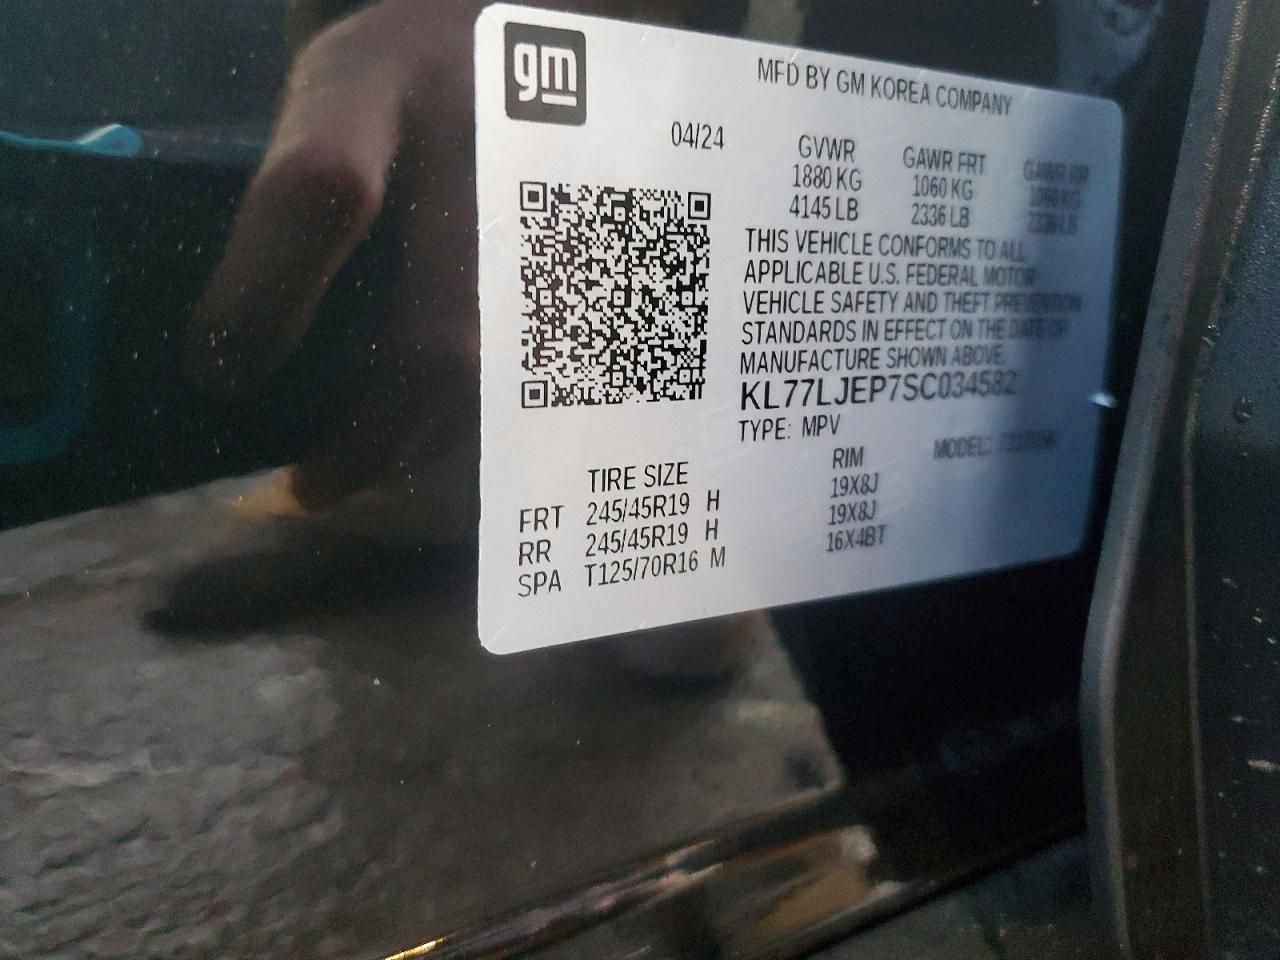 gm
MFD BY GM KOREA COMPANY
04/24 GVWR GAWR FRT GAWR RR
1880 KG 1060 KG
4145 LB 2336 LB
THIS VEHICLE CONFORMS TO ALL
APPLICABLE U.S. FEDERAL MOTOR
VEHICLE SAFETY AND THEFT PREVENTION
STANDARDS IN EFFECT ON THE DATE OF
MANUFACTURE SHOWN ABOVE.
KL77LJEP7SC034582
TYPE: MPV MODEL:
TIRE SIZE RIM
FRT 245/45R19 H 19X8J
RR 245/45R19 H 19X8J
SPA T125/70R16 M 16X4BT